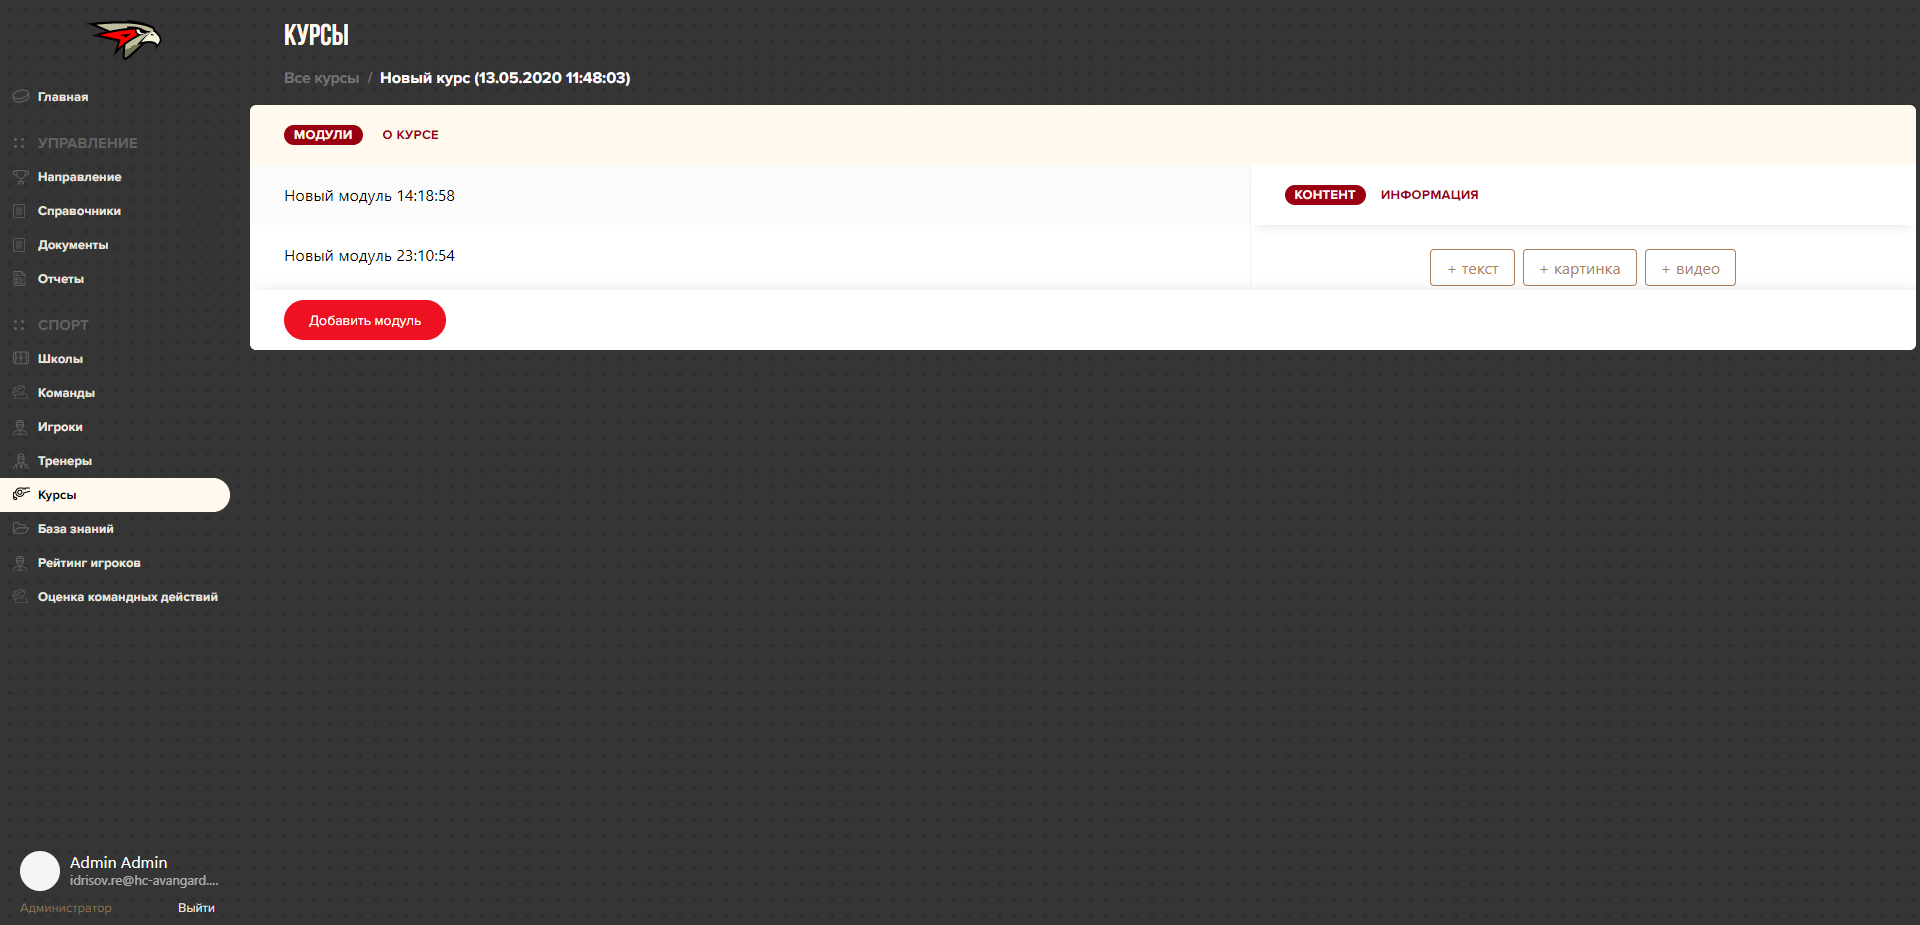 Главная
УПРАВЛЕНИЕ
Направление
Справочники
Документы
Отчеты
СПОРТ
Школы
Команды
Игроки
Тренеры
Курсы
База знаний
Рейтинг игроков
Оценка командных действий
Admin Admin
idrisov.re@hc-avangard....
Администратор Выйти
КУРСЫ
Все курсы / Новый курс (13.05.2020 11:48:03)
МОДУЛИ О КУРСЕ
Новый модуль 14:18:58
Новый модуль 23:10:54
Добавить модуль
КОНТЕНТ ИНФОРМАЦИЯ
+ текст + картинка + видео